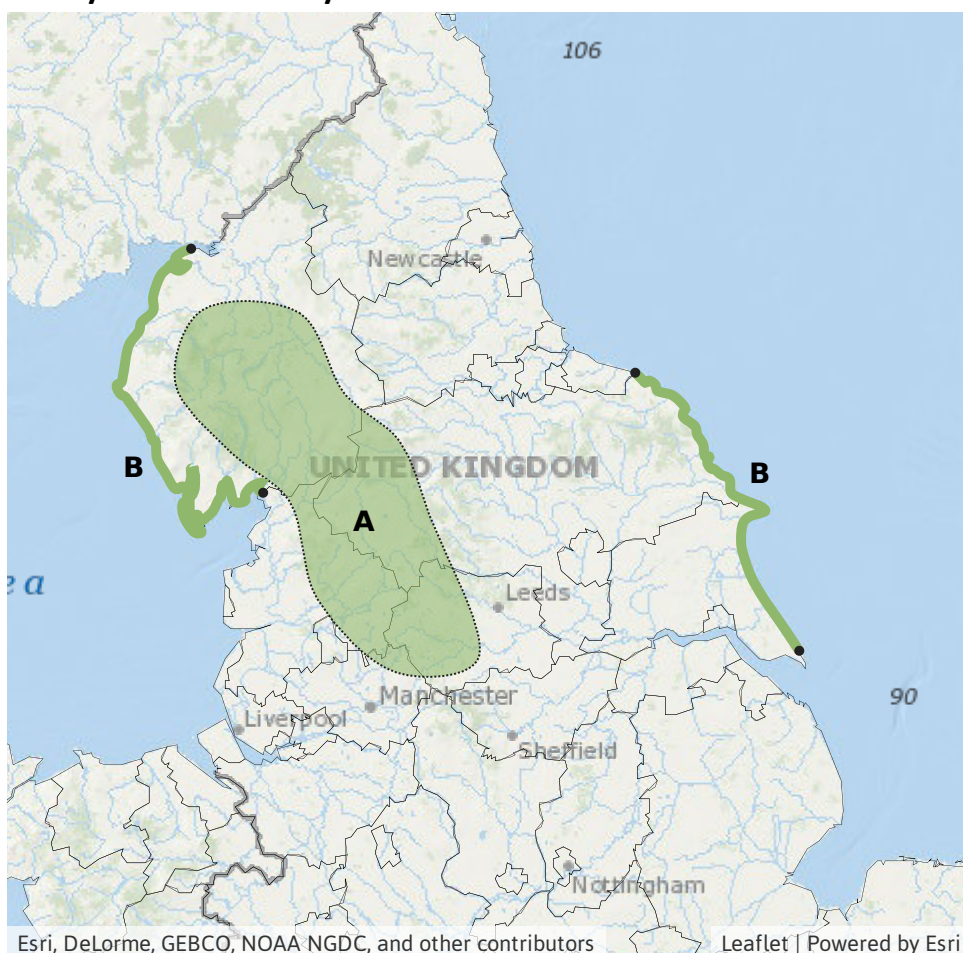 106
Newcastle
UNITED KINGDOM
B
B
A
e a
Leeds
90
Manchester
Liverpool
Sheffield
Nottingham
Esri, DeLorme, GEBCO, NOAA NGDC, and other contributors
Leaflet | Powered by Esri